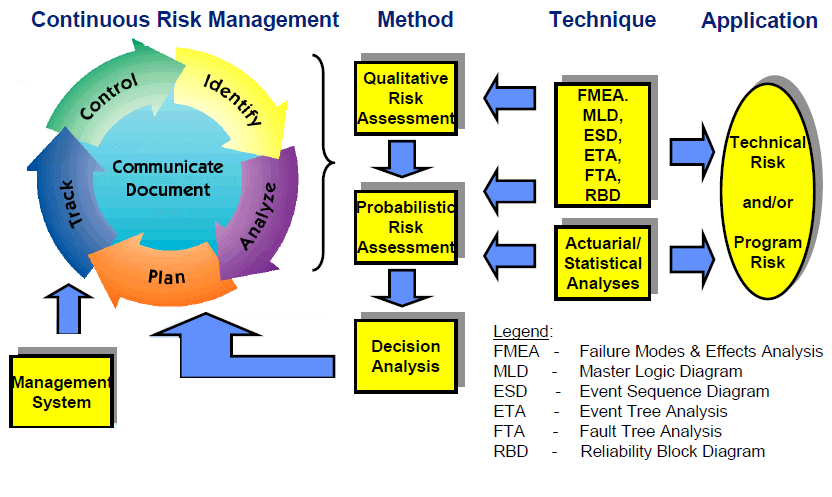 Continuous Risk Management
Method
Technique
Application
Control
Identify
Analyze
Plan
Track
Communicate
Document
Management
System
Qualitative
Risk
Assessment
Probabilistic
Risk
Assessment
Decision
Analysis
FMEA.
MLD,
ESD,
ETA,
FTA,
RBD
Actuarial/
Statistical
Analyses
Technical
Risk
and/or
Program
Risk
Legend:
FMEA - Failure Modes & Effects Analysis
MLD - Master Logic Diagram
ESD - Event Sequence Diagram
ETA - Event Tree Analysis
FTA - Fault Tree Analysis
RBD - Reliability Block Diagram